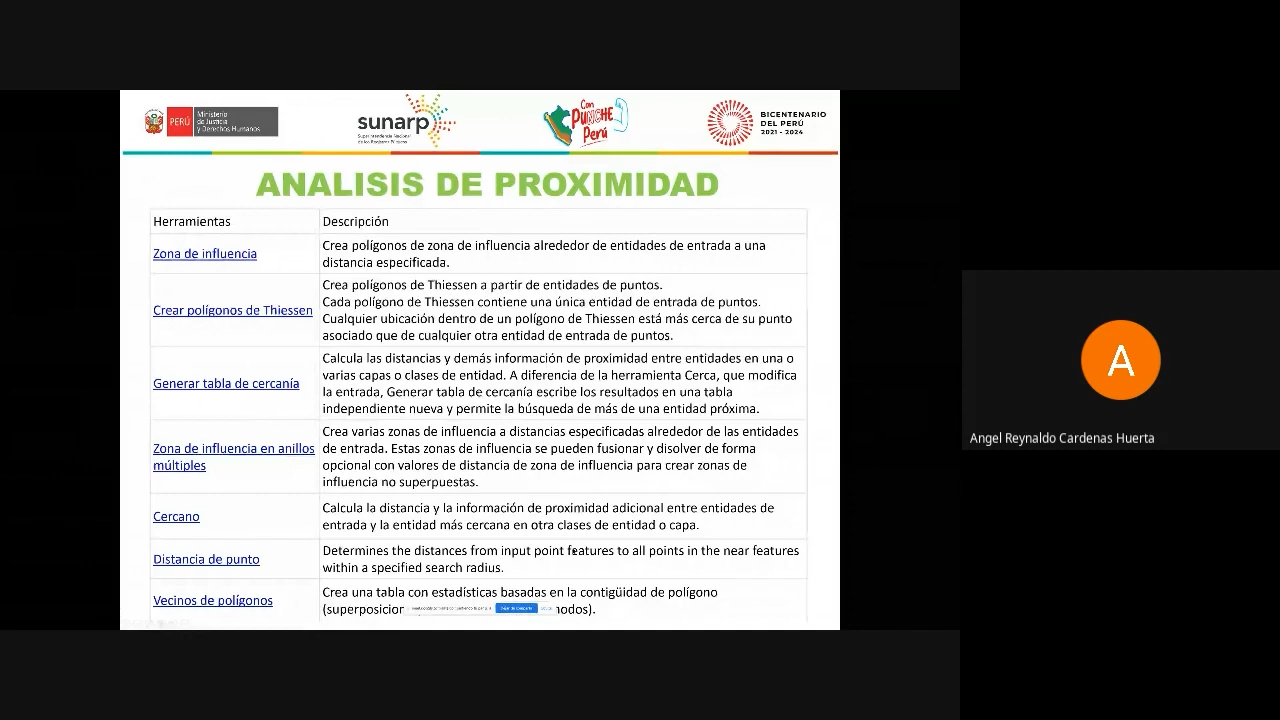 PERÚ
Ministerio
de Justicia
y Derechos Humanos
sunarp
Superintendencia Nacional
de los Registros Públicos
Con
PUNCHE
Perú
BICENTENARIO
DEL PERÚ
2021 - 2024
ANALISIS DE PROXIMIDAD
Herramientas
Descripción
Zona de influencia
Crea polígonos de zona de influencia alrededor de entidades de entrada a una
distancia especificada.
Crear polígonos de Thiessen
Crea polígonos de Thiessen a partir de entidades de puntos.
Cada polígono de Thiessen contiene una única entidad de entrada de puntos.
Cualquier ubicación dentro de un polígono de Thiessen está más cerca de su punto
asociado que de cualquier otra entidad de entrada de puntos.
Generar tabla de cercanía
Calcula las distancias y demás información de proximidad entre entidades en una o
varias capas o clases de entidad. A diferencia de la herramienta Cerca, que modifica
la entrada, Generar tabla de cercanía escribe los resultados en una tabla
independiente nueva y permite la búsqueda de más de una entidad próxima.
Zona de influencia en anillos
múltiples
Crea varias zonas de influencia a distancias especificadas alrededor de las entidades
de entrada. Estas zonas de influencia se pueden fusionar y disolver de forma
opcional con valores de distancia de zona de influencia para crear zonas de
influencia no superpuestas.
Cercano
Calcula la distancia y la información de proximidad adicional entre entidades de
entrada y la entidad más cercana en otra clases de entidad o capa.
Distancia de punto
Determines the distances from input point features to all points in the near features
within a specified search radius.
Vecinos de polígonos
Crea una tabla con estadísticas basadas en la contigüidad de polígono
(superposicion nodos).
A
Angel Reynaldo Cardenas Huerta